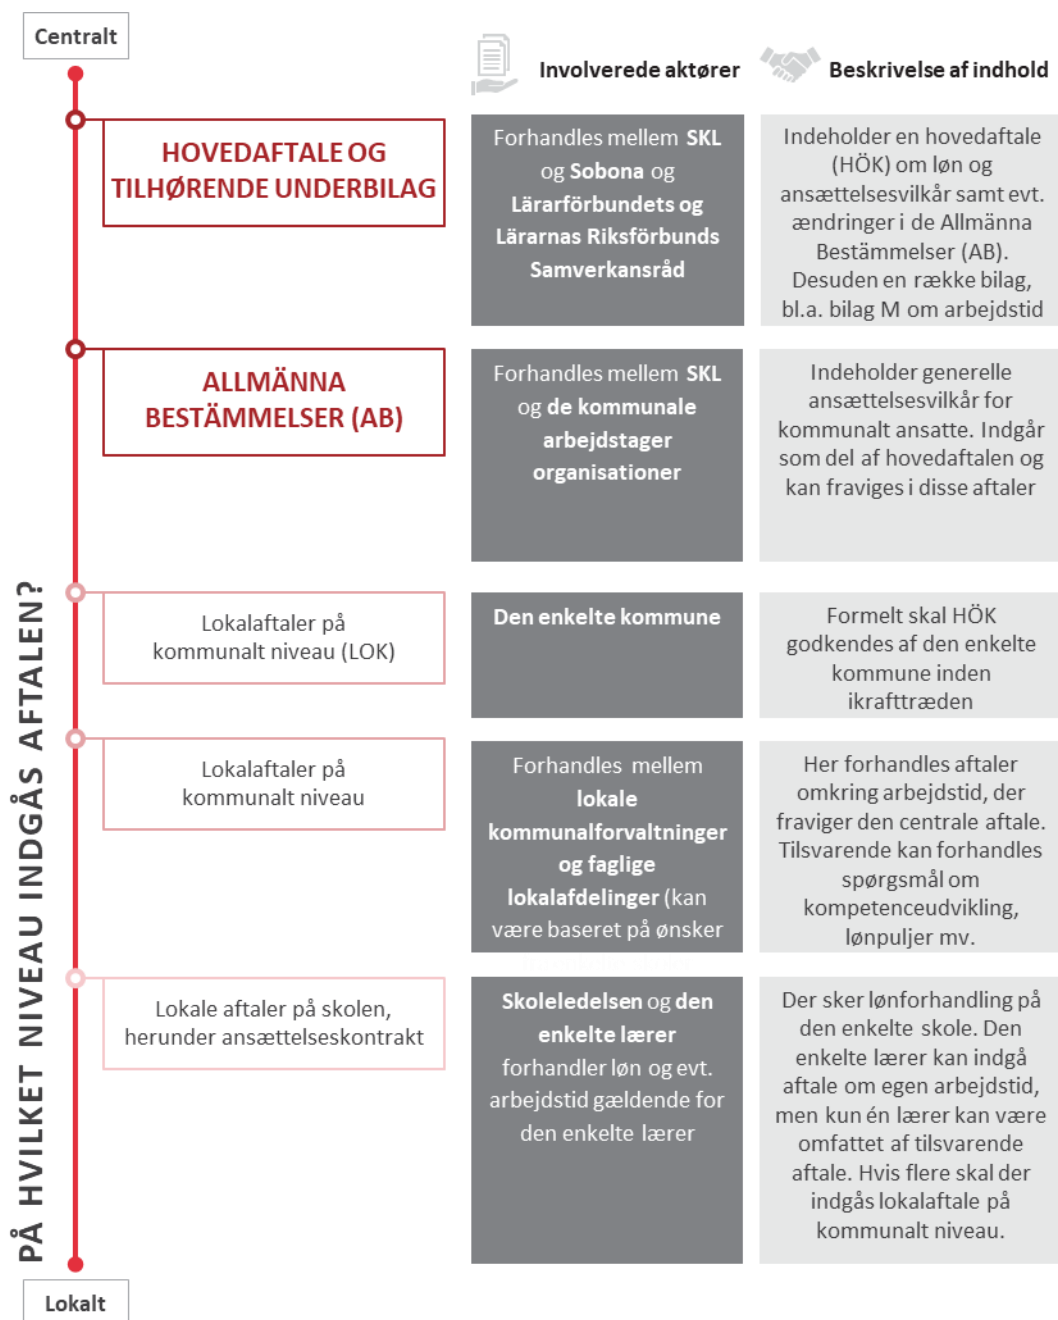 Centralt
Involverede aktører
Beskrivelse af indhold
HOVEDAFTALE OG
TILHØRENDE UNDERBILAG
Forhandles mellem SKL
og Sobona og
Lärarförbundets og
Lärarnas Riksförbunds
Samverkansråd
Indeholder en hovedaftale
(HÖK) om løn og
ansættelsesvilkår samt evt.
ændringer i de Allmänna
Bestämmelser (AB).
Desuden en række bilag,
bl.a. bilag M om arbejdstid
ALLMÄNNA
BESTÄMMELSER (AB)
Forhandles mellem SKL
og de kommunale
arbejdstager
organisationer
Indeholder generelle
ansættelsesvilkår for
kommunalt ansatte. Indgår
som del af hovedaftalen og
kan fraviges i disse aftaler
PÅ HVILKET NIVEAU INDGÅS AFTALEN?
Lokalaftaler på
kommunalt niveau (LOK)
Den enkelte kommune
Formelt skal HÖK
godkendes af den enkelte
kommune inden
ikrafttræden
Lokalaftaler på
kommunalt niveau
Forhandles mellem
lokale
kommunalforvaltninger
og faglige
lokalafdelinger (kan
være baseret på ønsker
Her forhandles aftaler
omkring arbejdstid, der
fraviger den centrale aftale.
Tilsvarende kan forhandles
spørgsmål om
kompetenceudvikling,
lønpuljer mv.
Lokale aftaler på skolen,
herunder ansættelseskontrakt
Skoleledelsen og den
enkelte lærer
forhandler løn og evt.
arbejdstid gældende for
den enkelte lærer
Der sker lønforhandling på
den enkelte skole. Den
enkelte lærer kan indgå
aftale om egen arbejdstid,
men kun én lærer kan være
omfattet af tilsvarende
aftale. Hvis flere skal der
indgås lokalaftale på
kommunalt niveau.
Lokalt